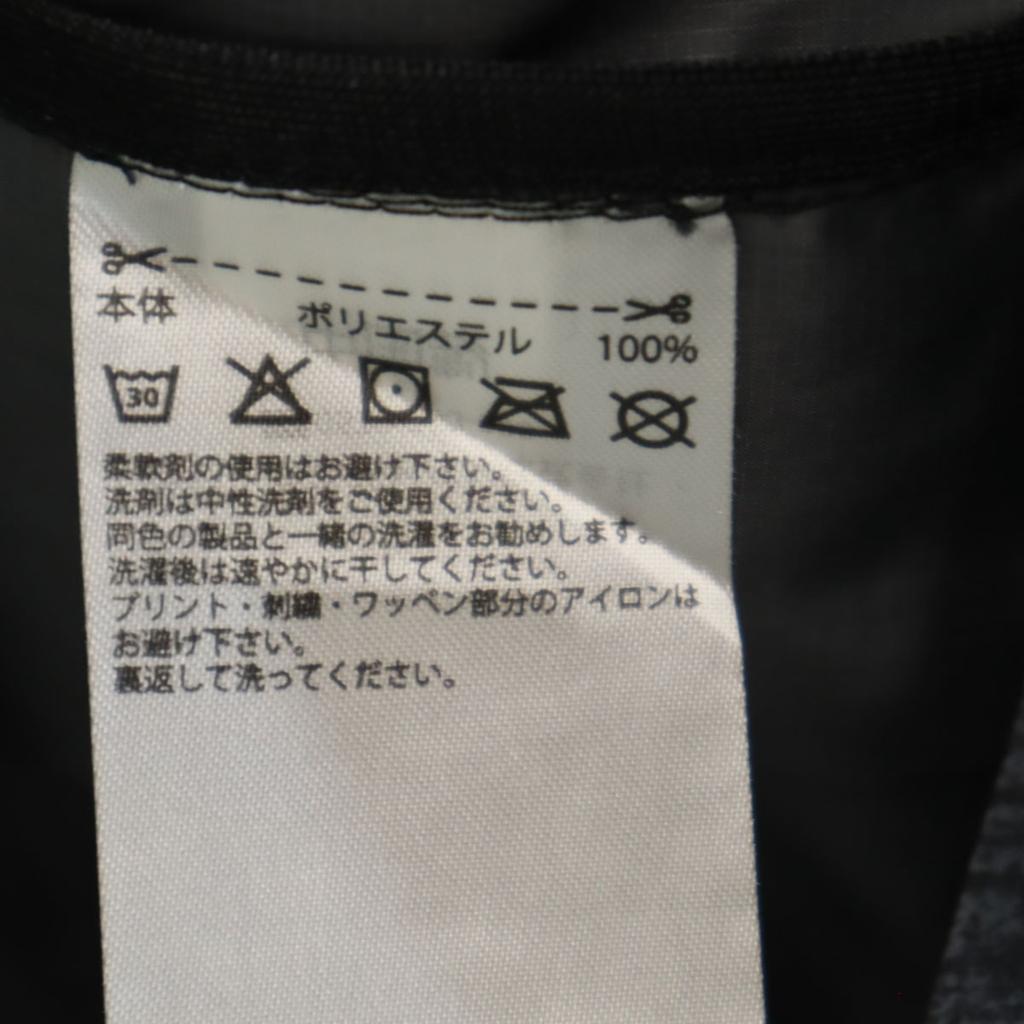 本体 ポリエステル 100%
30
柔軟剤の使用はお避け下さい。
洗剤は中性洗剤をご使用ください。
同色の製品と一緒の洗濯をお勧めします。
洗濯後は速やかに干してください。
プリント・刺繍・ワッペン部分のアイロンは
お避け下さい。
裏返して洗ってください。